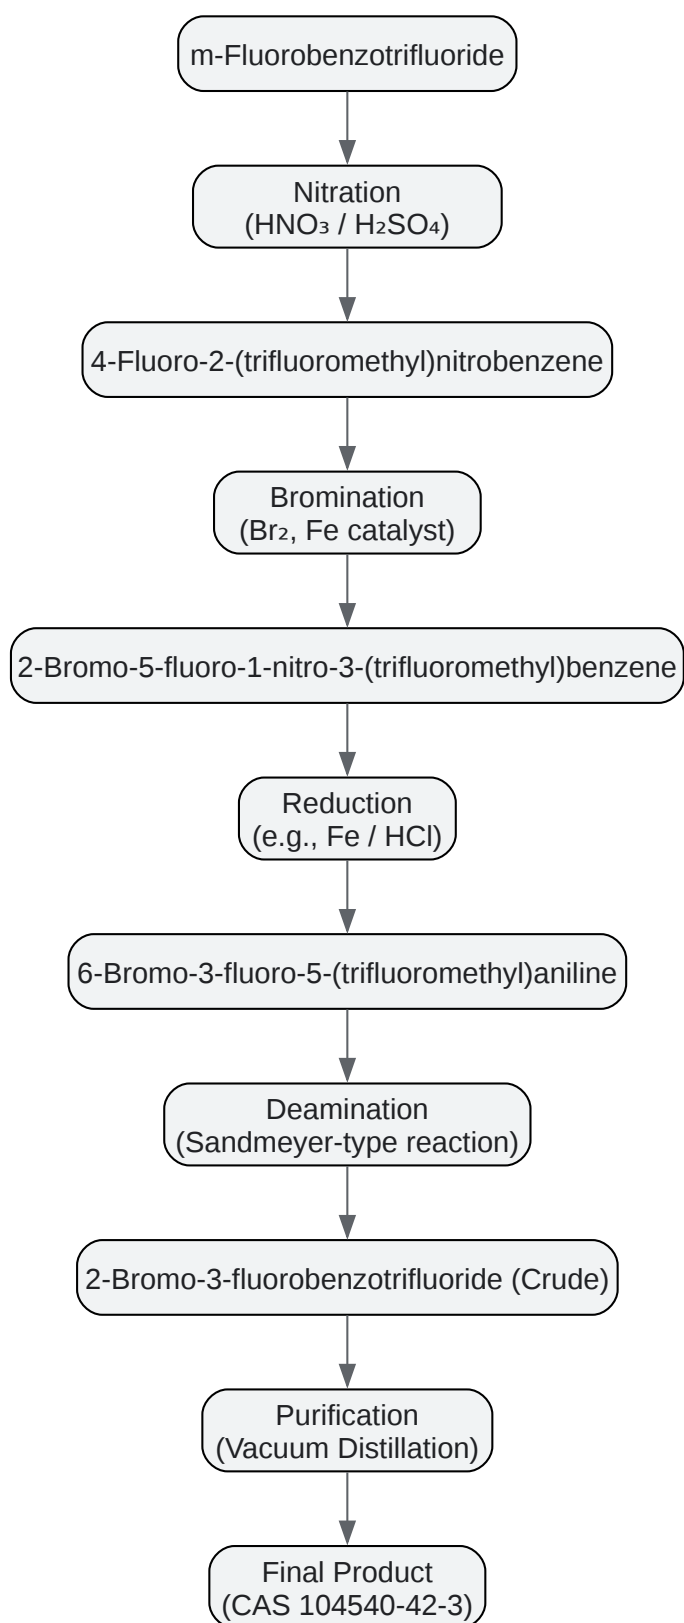 m-Fluorobenzotrifluoride
Nitration
(HNO₃ / H₂SO₄)
4-Fluoro-2-(trifluoromethyl)nitrobenzene
Bromination
(Br₂, Fe catalyst)
2-Bromo-5-fluoro-1-nitro-3-(trifluoromethyl)benzene
Reduction
(e.g., Fe / HCl)
6-Bromo-3-fluoro-5-(trifluoromethyl)aniline
Deamination
(Sandmeyer-type reaction)
2-Bromo-3-fluorobenzotrifluoride (Crude)
Purification
(Vacuum Distillation)
Final Product
(CAS 104540-42-3)